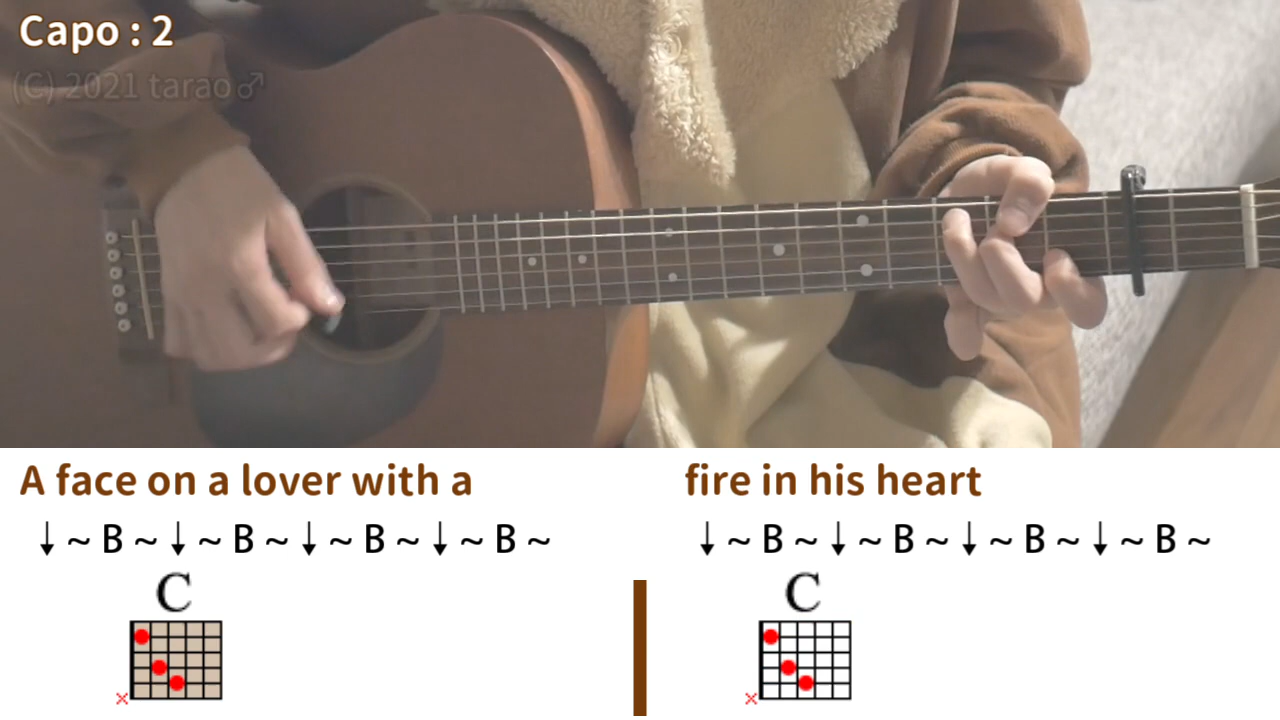 Capo : 2
(C) 2021 tarao♂
A face on a lover with a
fire in his heart
↓ ~ B ~ ↓ ~ B ~ ↓ ~ B ~ ↓ ~ B ~
↓ ~ B ~ ↓ ~ B ~ ↓ ~ B ~ ↓ ~ B ~
C
C
×
×